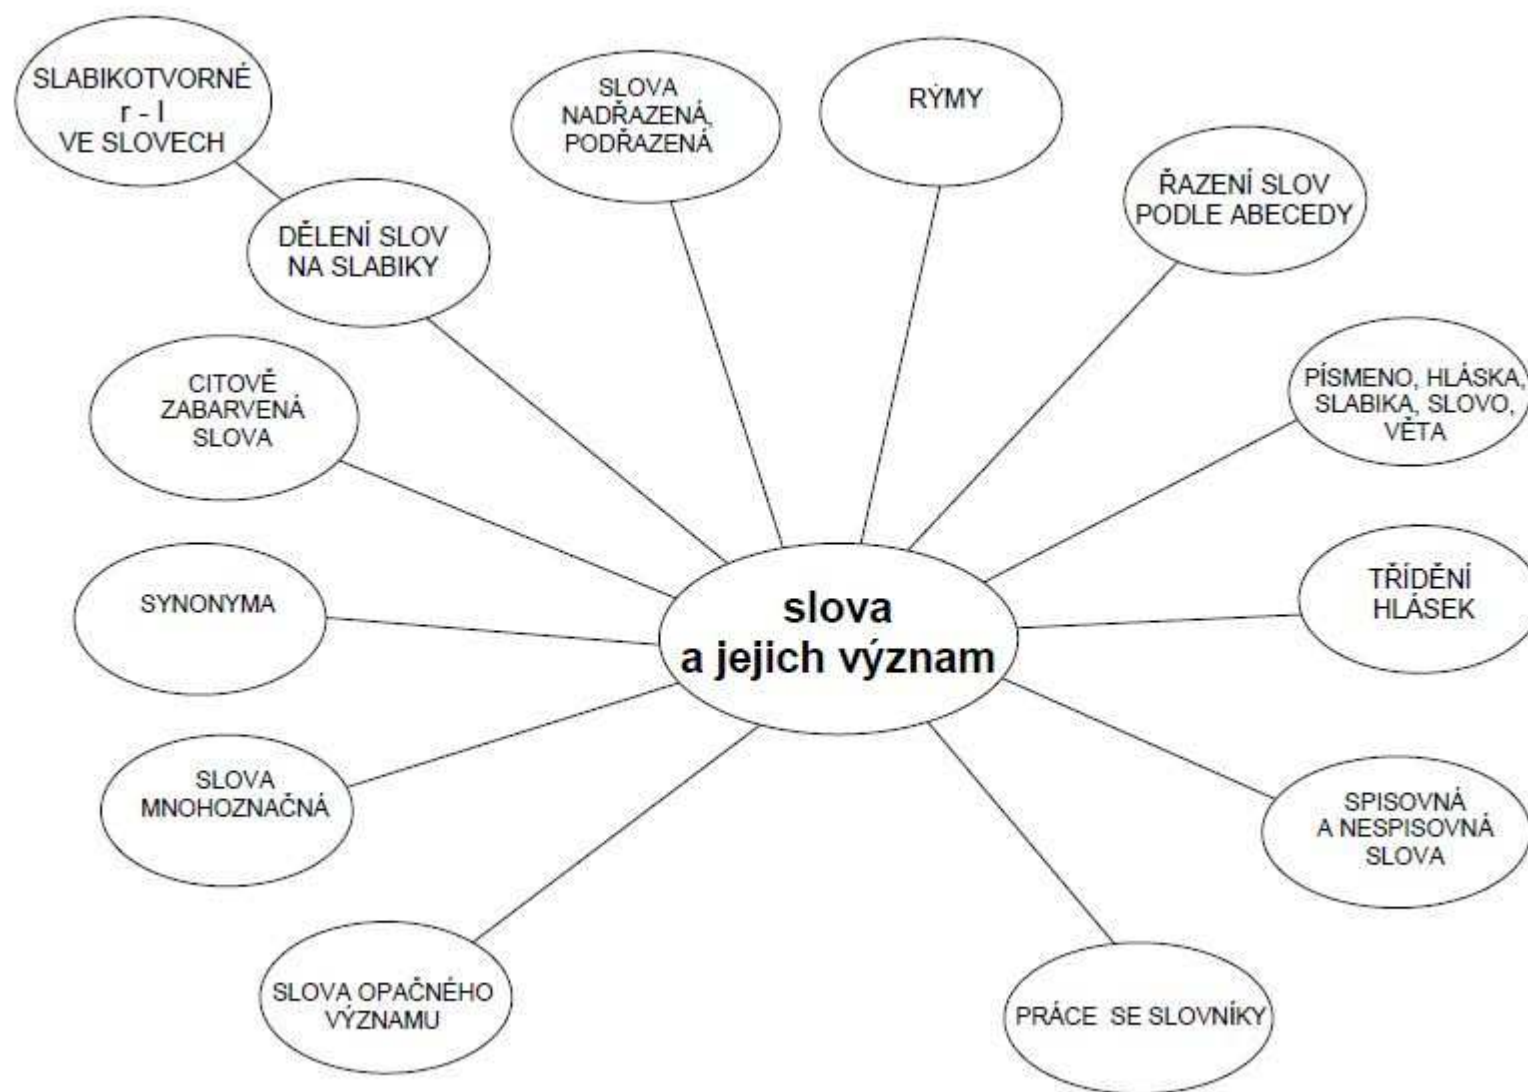 SLABIKOTVORNÉ
r - l
VE SLOVECH
SLOVA
NADŘAZENÁ,
PODŘAZENÁ
RÝMY
ŘAZENÍ SLOV
PODLE ABECEDY
DĚLENÍ SLOV
NA SLABIKY
CITOVĚ
ZABARVENÁ
SLOVA
PÍSMENO, HLÁSKA,
SLABIKA, SLOVO,
VĚTA
SYNONYMA
slova
a jejich význam
TŘÍDĚNÍ
HLÁSEK
SLOVA
MNOHOZNAČNÁ
SPISOVNÁ
A NESPISOVNÁ
SLOVA
SLOVA OPAČNÉHO
VÝZNAMU
PRÁCE SE SLOVNÍKY